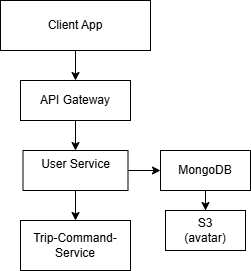 Client App
API Gateway
User Service
MongoDB
S3
(avatar)
Trip-Command-
Service